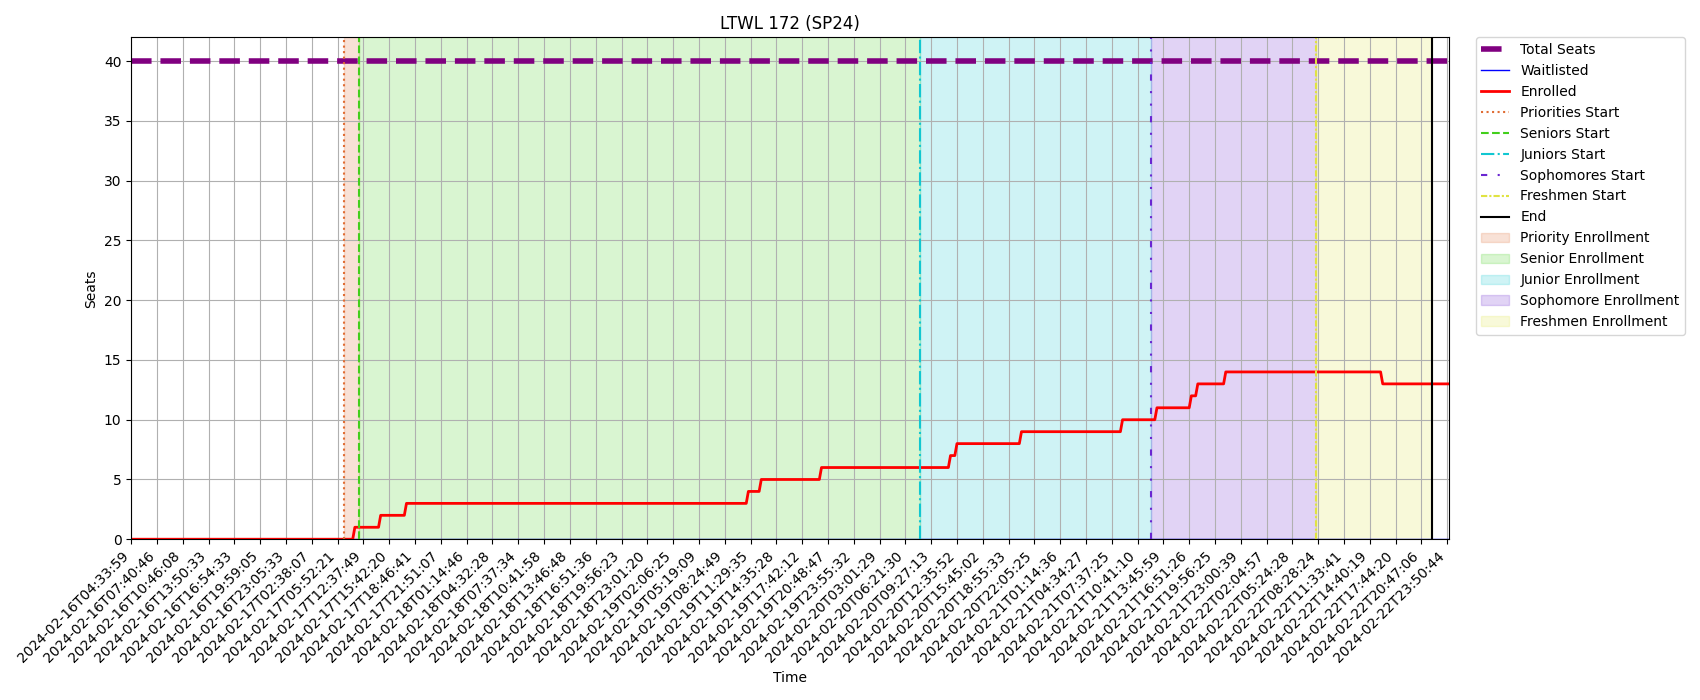 LTWL 172 (SP24)
40
35
30
25
20
15
10
5
0
Seats
2024-02-16T04:33:59
2024-02-16T07:40:46
2024-02-16T10:46:08
2024-02-16T13:50:33
2024-02-16T16:54:33
2024-02-16T19:59:05
2024-02-16T23:05:33
2024-02-17T02:38:07
2024-02-17T05:52:21
2024-02-17T12:37:49
2024-02-17T15:42:20
2024-02-17T18:46:41
2024-02-17T21:51:07
2024-02-18T01:14:46
2024-02-18T04:32:28
2024-02-18T07:37:34
2024-02-18T10:41:58
2024-02-18T13:46:48
2024-02-18T16:51:36
2024-02-18T19:56:23
2024-02-18T23:01:20
2024-02-19T02:06:25
2024-02-19T05:19:09
2024-02-19T08:24:49
2024-02-19T11:29:35
2024-02-19T14:35:28
2024-02-19T17:42:12
2024-02-19T20:48:47
2024-02-19T23:55:32
2024-02-20T03:01:29
2024-02-20T06:21:30
2024-02-20T09:27:13
2024-02-20T12:35:52
2024-02-20T15:45:02
2024-02-20T18:55:33
2024-02-20T22:05:25
2024-02-21T01:14:36
2024-02-21T04:34:27
2024-02-21T07:37:25
2024-02-21T10:41:10
2024-02-21T13:45:59
2024-02-21T16:51:26
2024-02-21T19:56:25
2024-02-21T23:00:39
2024-02-22T02:04:57
2024-02-22T05:24:28
2024-02-22T08:28:24
2024-02-22T11:33:41
2024-02-22T14:40:19
2024-02-22T17:44:20
2024-02-22T20:47:06
2024-02-22T23:50:44
Time
Total Seats
Waitlisted
Enrolled
Priorities Start
Seniors Start
Juniors Start
Sophomores Start
Freshmen Start
End
Priority Enrollment
Senior Enrollment
Junior Enrollment
Sophomore Enrollment
Freshmen Enrollment